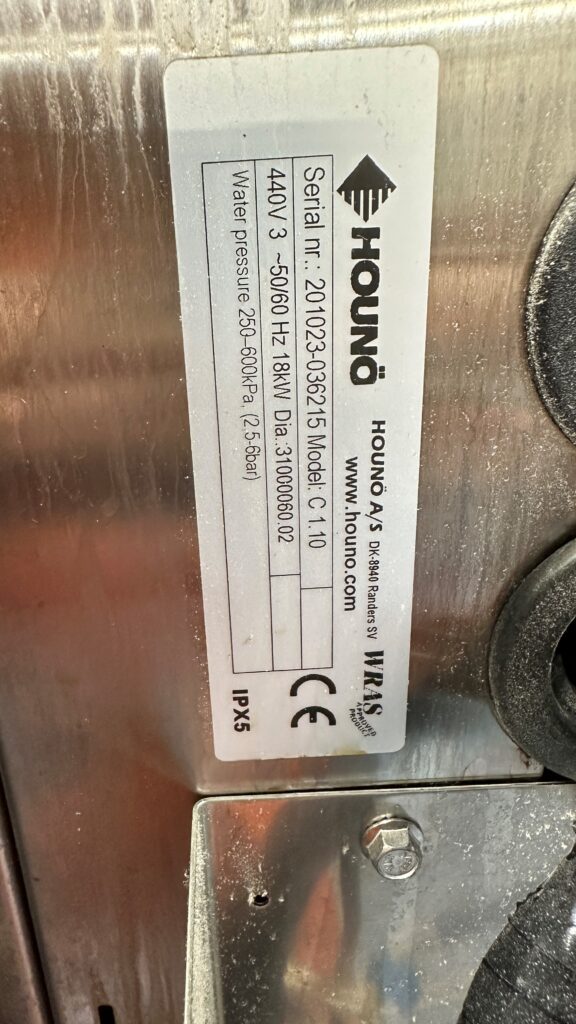 HOUNÖ
HOUNÖ A/S DK-8940 Randers SV
www.houno.com
WRAS
APPROVED
PRODUCT
Serial nr.: 201023-036215 Model: C 1.10
440V 3 ~50/60 Hz 18kW Dia.:31000060.02
Water pressure 250-600kPa, (2,5-6bar)
CE
IPX5